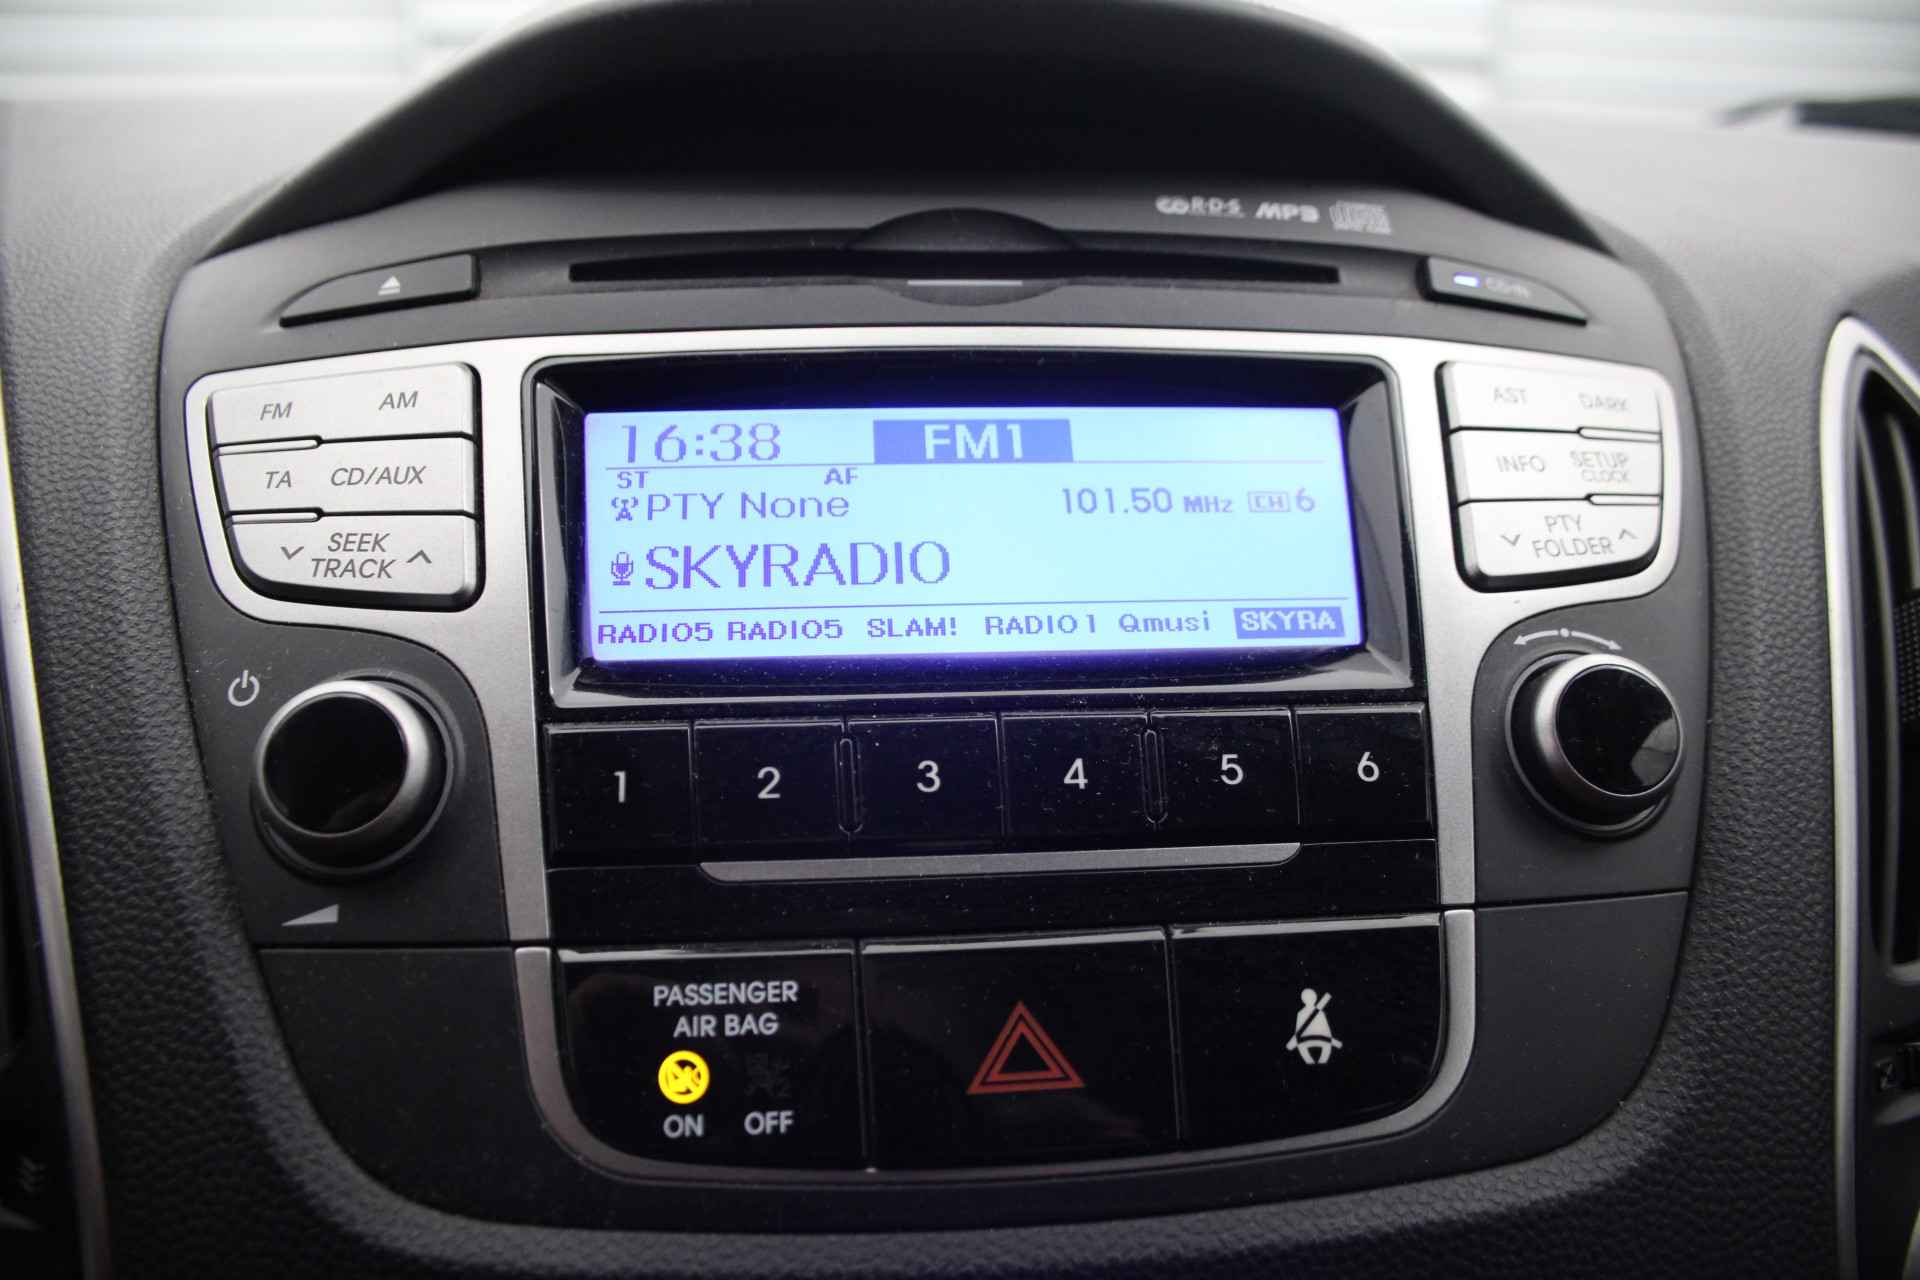 R·D·S MP3
CD-IN
FM AM
TA CD/AUX
SEEK
TRACK
16:38 FM1
ST AF
PTY None 101.50 MHz CH 6
SKYRADIO
RADIO5 RADIO5 SLAM! RADIO1 Qmusi SKYRA
AST DARK
INFO SETUP
CLOCK
PTY
FOLDER
1 2 3 4 5 6
PASSENGER
AIR BAG
ON OFF